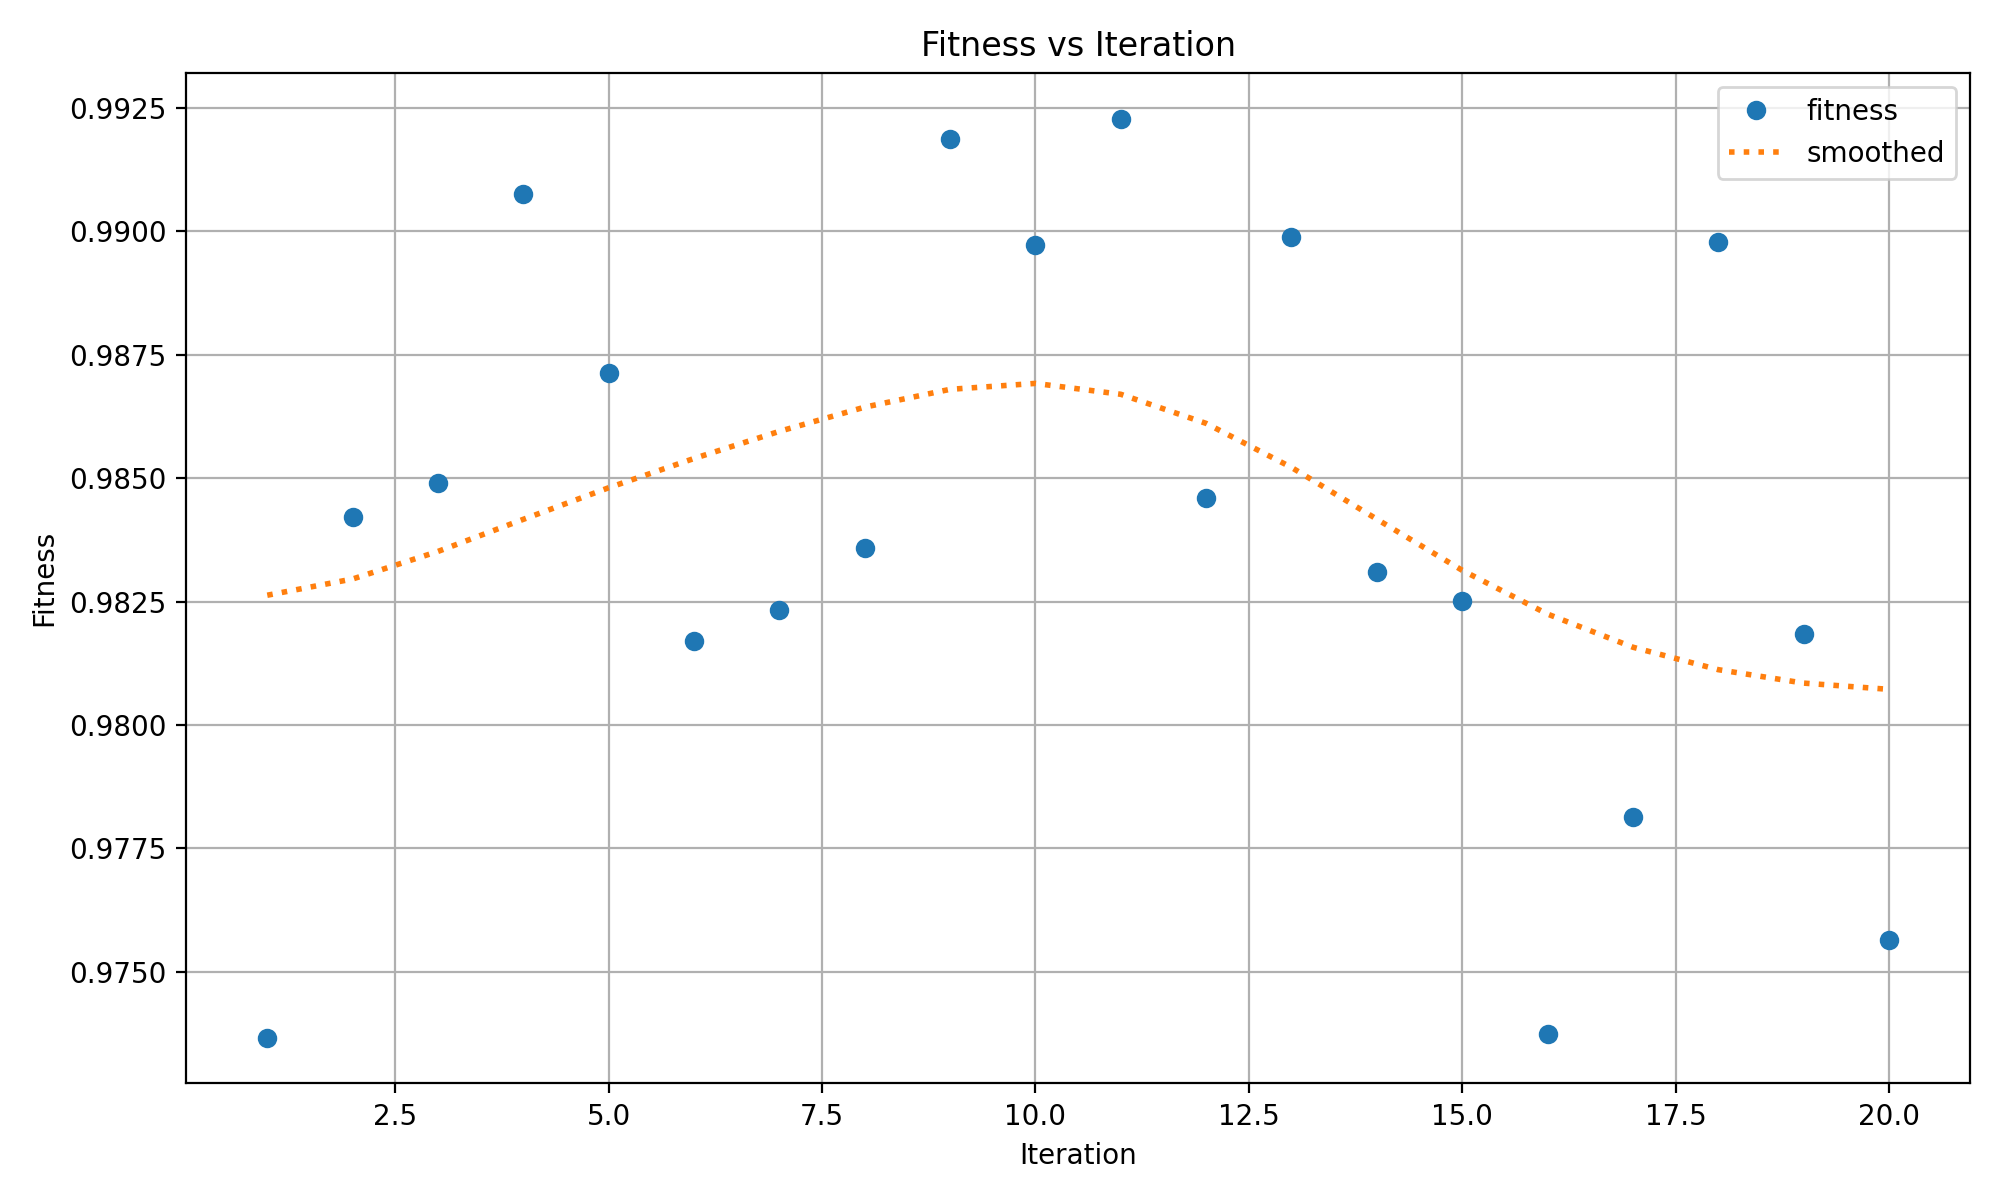 Fitness vs Iteration
fitness
smoothed
0.9925
0.9900
0.9875
0.9850
0.9825
0.9800
0.9775
0.9750
Fitness
2.5 5.0 7.5 10.0 12.5 15.0 17.5 20.0
Iteration